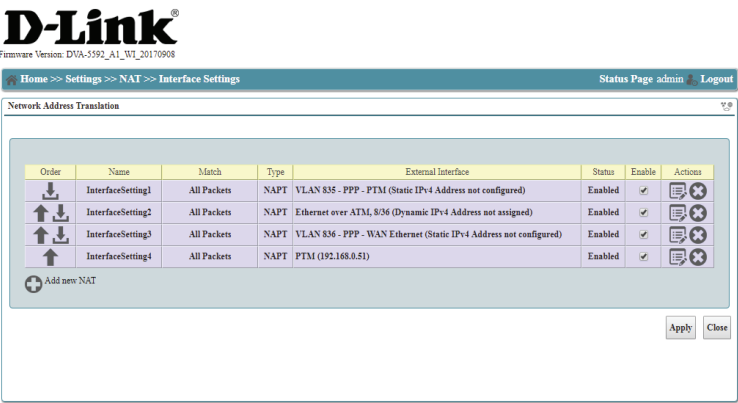 D-Link®
Firmware Version: DVA-5592_A1_WI_20170908
Home >> Settings >> NAT >> Interface Settings Status Page admin Logout
Network Address Translation
Order Name Match Type External Interface Status Enable Actions
InterfaceSetting1 All Packets NAPT VLAN 835 - PPP - PTM (Static IPv4 Address not configured) Enabled
InterfaceSetting2 All Packets NAPT Ethernet over ATM, 8/36 (Dynamic IPv4 Address not assigned) Enabled
InterfaceSetting3 All Packets NAPT VLAN 836 - PPP - WAN Ethernet (Static IPv4 Address not configured) Enabled
InterfaceSetting4 All Packets NAPT PTM (192.168.0.51) Enabled
Add new NAT
Apply Close